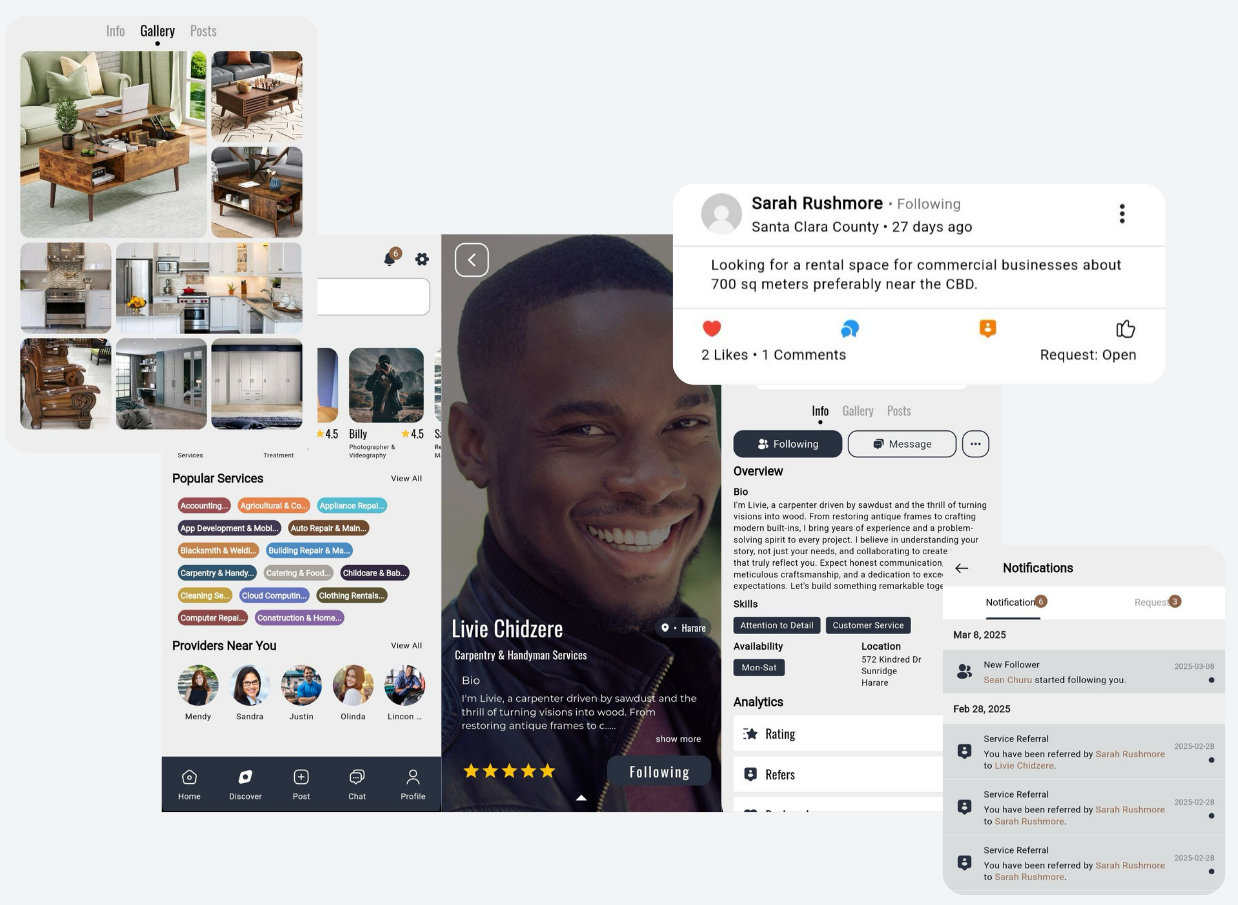 Info Gallery Posts
6
4.5
Billy 4.5
Photographer &
Videography
Services
Treatment
Popular Services View All
Accounting...
Agricultural & Co...
Appliance Repai...
App Development & Mobi...
Auto Repair & Main...
Blacksmith & Weldi...
Building Repair & Ma...
Carpentry & Handy...
Catering & Food...
Childcare & Bab...
Cleaning Se...
Cloud Computin...
Clothing Rentals...
Computer Repai...
Construction & Home...
Providers Near You View All
Mendy Sandra Justin Olinda Lincon ...
Home Discover Post Chat Profile
Livie Chidzere • Harare
Carpentry & Handyman Services
Bio
I'm Livie, a carpenter driven by sawdust and the
thrill of turning visions into wood. From
restoring antique frames to c.....
show more
Following
Sarah Rushmore • Following
Santa Clara County • 27 days ago
Looking for a rental space for commercial businesses about
700 sq meters preferably near the CBD.
2 Likes • 1 Comments Request: Open
Info Gallery Posts
Following Message
Overview
Bio
I'm Livie, a carpenter driven by sawdust and the thrill of turning
visions into wood. From restoring antique frames to crafting
modern built-ins, I bring years of experience and a problem-
solving spirit to every project. I believe in understanding your
story, not just your needs, and collaborating to create
that truly reflect you. Expect honest communication,
meticulous craftsmanship, and a dedication to
expectations. Let's build something remarkable
Skills
Attention to Detail Customer Service
Availability Location
Mon-Sat
572 Kindred Dr
Sunridge
Harare
Analytics
Rating
Refers
Notifications
Notification 6 Request 3
Mar 8, 2025
New Follower 2025-03-08
Sean Churu started following you.
Feb 28, 2025
Service Referral
You have been referred by Sarah Rushmore 2025-02-28
to Livie Chidzere.
Service Referral
You have been referred by Sarah Rushmore 2025-02-28
to Sarah Rushmore.
Service Referral
You have been referred by Sarah Rushmore 2025-02-28
to Sarah Rushmore.